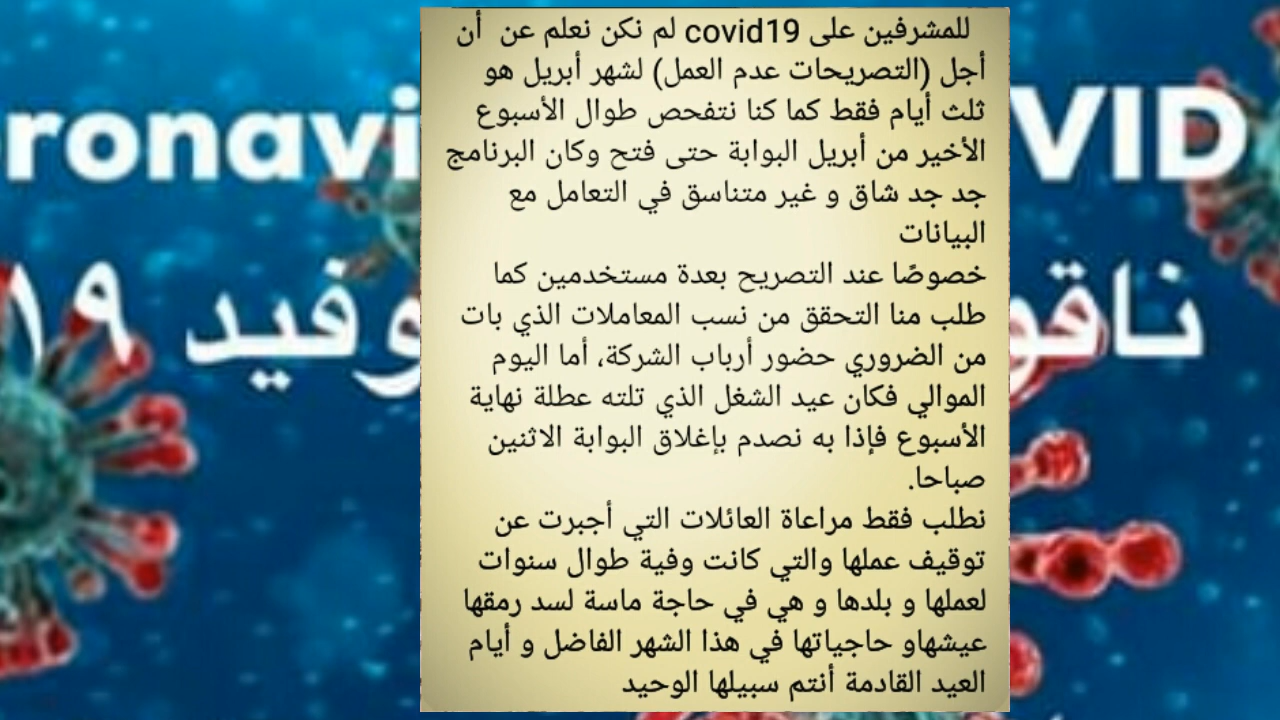 للمشرفين على covid19 لم نكن نعلم عن أن
أجل (التصريحات عدم العمل) لشهر أبريل هو
ثلث أيام فقط كما كنا نتفحص طوال الأسبوع
الأخير من أبريل البوابة حتى فتح وكان البرنامج
جد جد شاق و غير متناسق في التعامل مع
البيانات
خصوصًا عند التصريح بعدة مستخدمين كما
طلب منا التحقق من نسب المعاملات الذي بات
من الضروري حضور أرباب الشركة، أما اليوم
الموالي فكان عيد الشغل الذي تلته عطلة نهاية
الأسبوع فإذا به نصدم بإغلاق البوابة الاثنين
صباحا.
نطلب فقط مراعاة العائلات التي أجبرت عن
توقيف عملها والتي كانت وفية طوال سنوات
لعملها و بلدها و هي في حاجة ماسة لسد رمقها
عيشهاو حاجياتها في هذا الشهر الفاضل و أيام
العيد القادمة أنتم سبيلها الوحيد
ronavi
VID
ناقو
وفيد ١٩